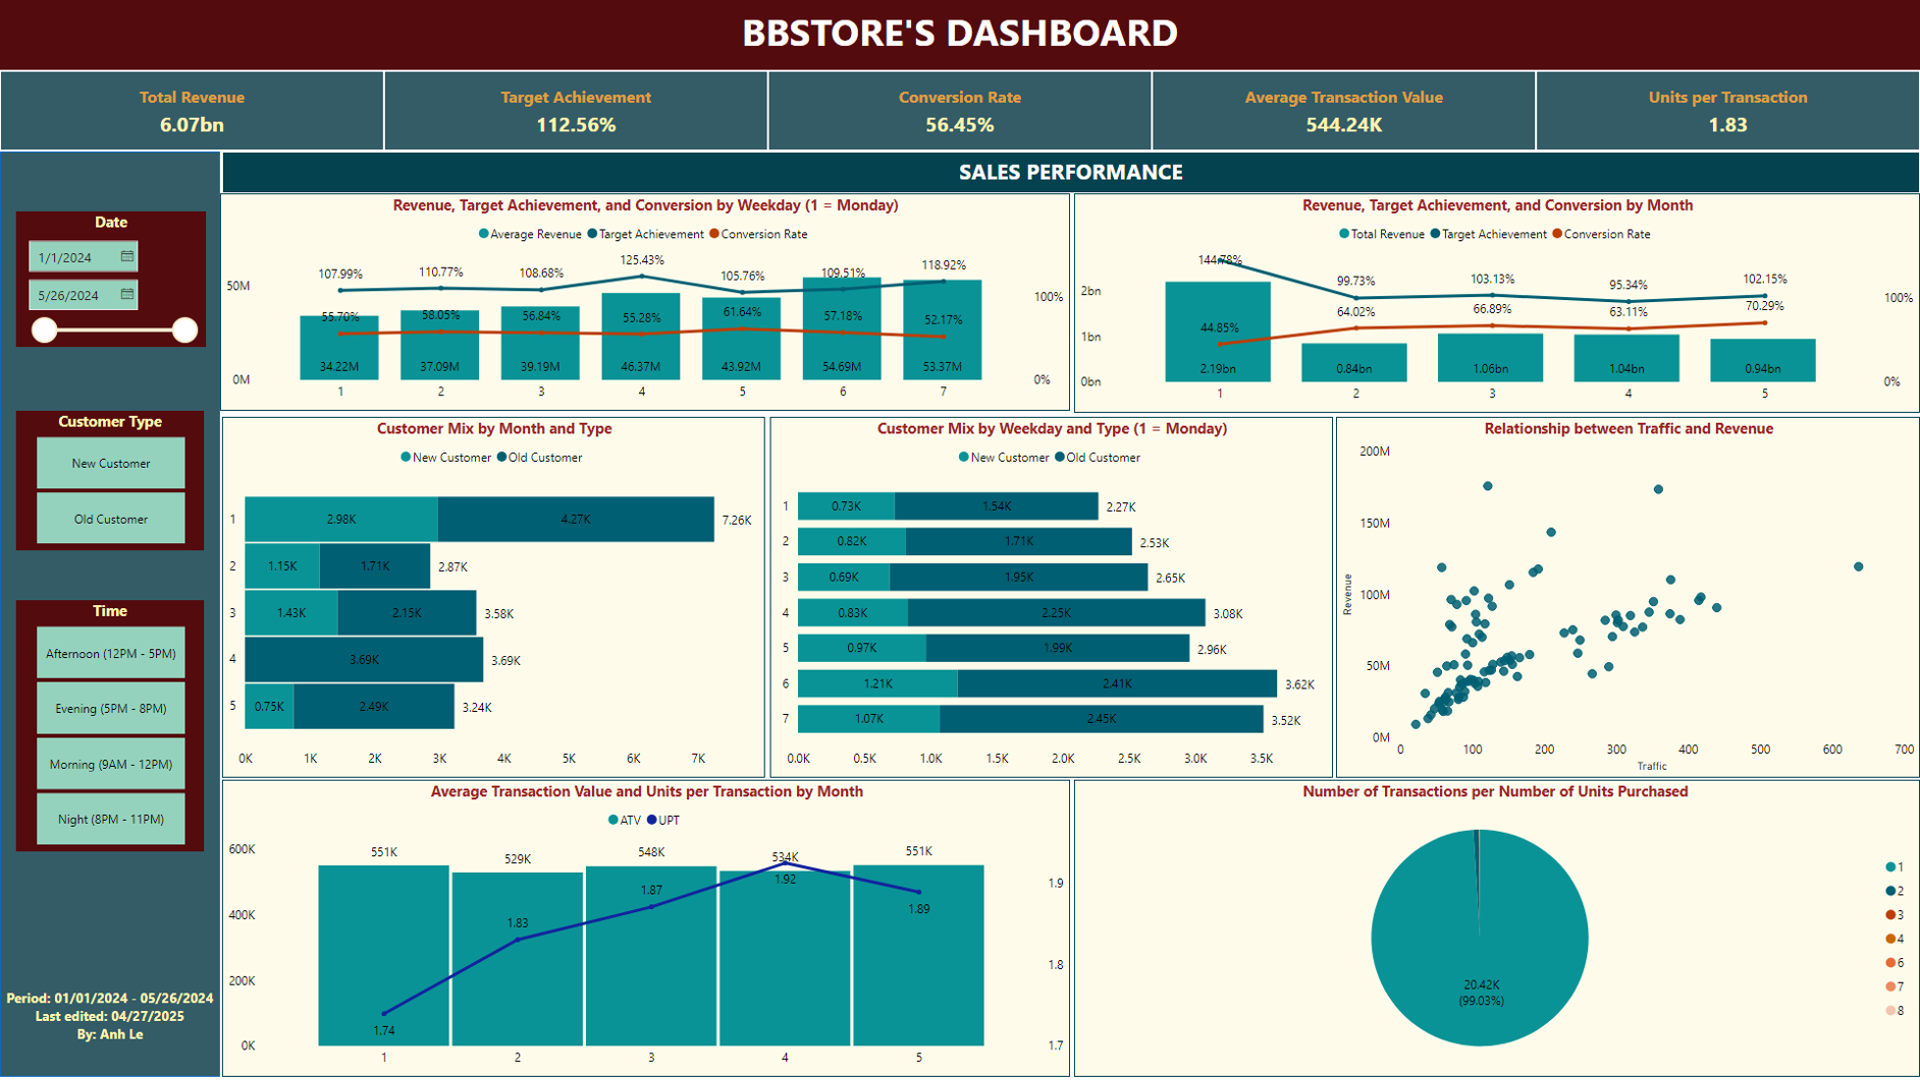 BBSTORE'S DASHBOARD
Total Revenue
6.07bn
Target Achievement
112.56%
Conversion Rate
56.45%
Average Transaction Value
544.24K
Units per Transaction
1.83
SALES PERFORMANCE
Date
1/1/2024
5/26/2024
Customer Type
New Customer
Old Customer
Time
Afternoon (12PM - 5PM)
Evening (5PM - 8PM)
Morning (9AM - 12PM)
Night (8PM - 11PM)
Period: 01/01/2024 - 05/26/2024
Last edited: 04/27/2025
By: Anh Le
Revenue, Target Achievement, and Conversion by Weekday (1 = Monday)
Average Revenue Target Achievement Conversion Rate
107.99% 110.77% 108.68% 125.43% 105.76% 109.51% 118.92%
50M
100%
55.70% 58.05% 56.84% 55.28% 61.64% 57.18% 52.17%
34.22M 37.09M 39.19M 46.37M 43.92M 54.69M 53.37M
0M
0%
1 2 3 4 5 6 7
Revenue, Target Achievement, and Conversion by Month
Total Revenue Target Achievement Conversion Rate
144.78% 99.73% 103.13% 95.34% 102.15%
2bn
100%
44.85% 64.02% 66.89% 63.11% 70.29%
1bn
2.19bn 0.84bn 1.06bn 1.04bn 0.94bn
0bn
0%
1 2 3 4 5
Customer Mix by Month and Type
New Customer Old Customer
1 2.98K 4.27K 7.26K
2 1.15K 1.71K 2.87K
3 1.43K 2.15K 3.58K
4 3.69K 3.69K
5 0.75K 2.49K 3.24K
0K 1K 2K 3K 4K 5K 6K 7K
Customer Mix by Weekday and Type (1 = Monday)
New Customer Old Customer
1 0.73K 1.54K 2.27K
2 0.82K 1.71K 2.53K
3 0.69K 1.95K 2.65K
4 0.83K 2.25K 3.08K
5 0.97K 1.99K 2.96K
6 1.21K 2.41K 3.62K
7 1.07K 2.45K 3.52K
0.0K 0.5K 1.0K 1.5K 2.0K 2.5K 3.0K 3.5K
Relationship between Traffic and Revenue
200M
150M
100M
50M
0M
Revenue
0 100 200 300 400 500 600 700
Traffic
Average Transaction Value and Units per Transaction by Month
ATV UPT
600K
400K
200K
0K
551K 529K 548K 534K 551K
1.74 1.83 1.87 1.92 1.89
1.9
1.8
1.7
1 2 3 4 5
Number of Transactions per Number of Units Purchased
20.42K
(99.03%)
1
2
3
4
6
7
8